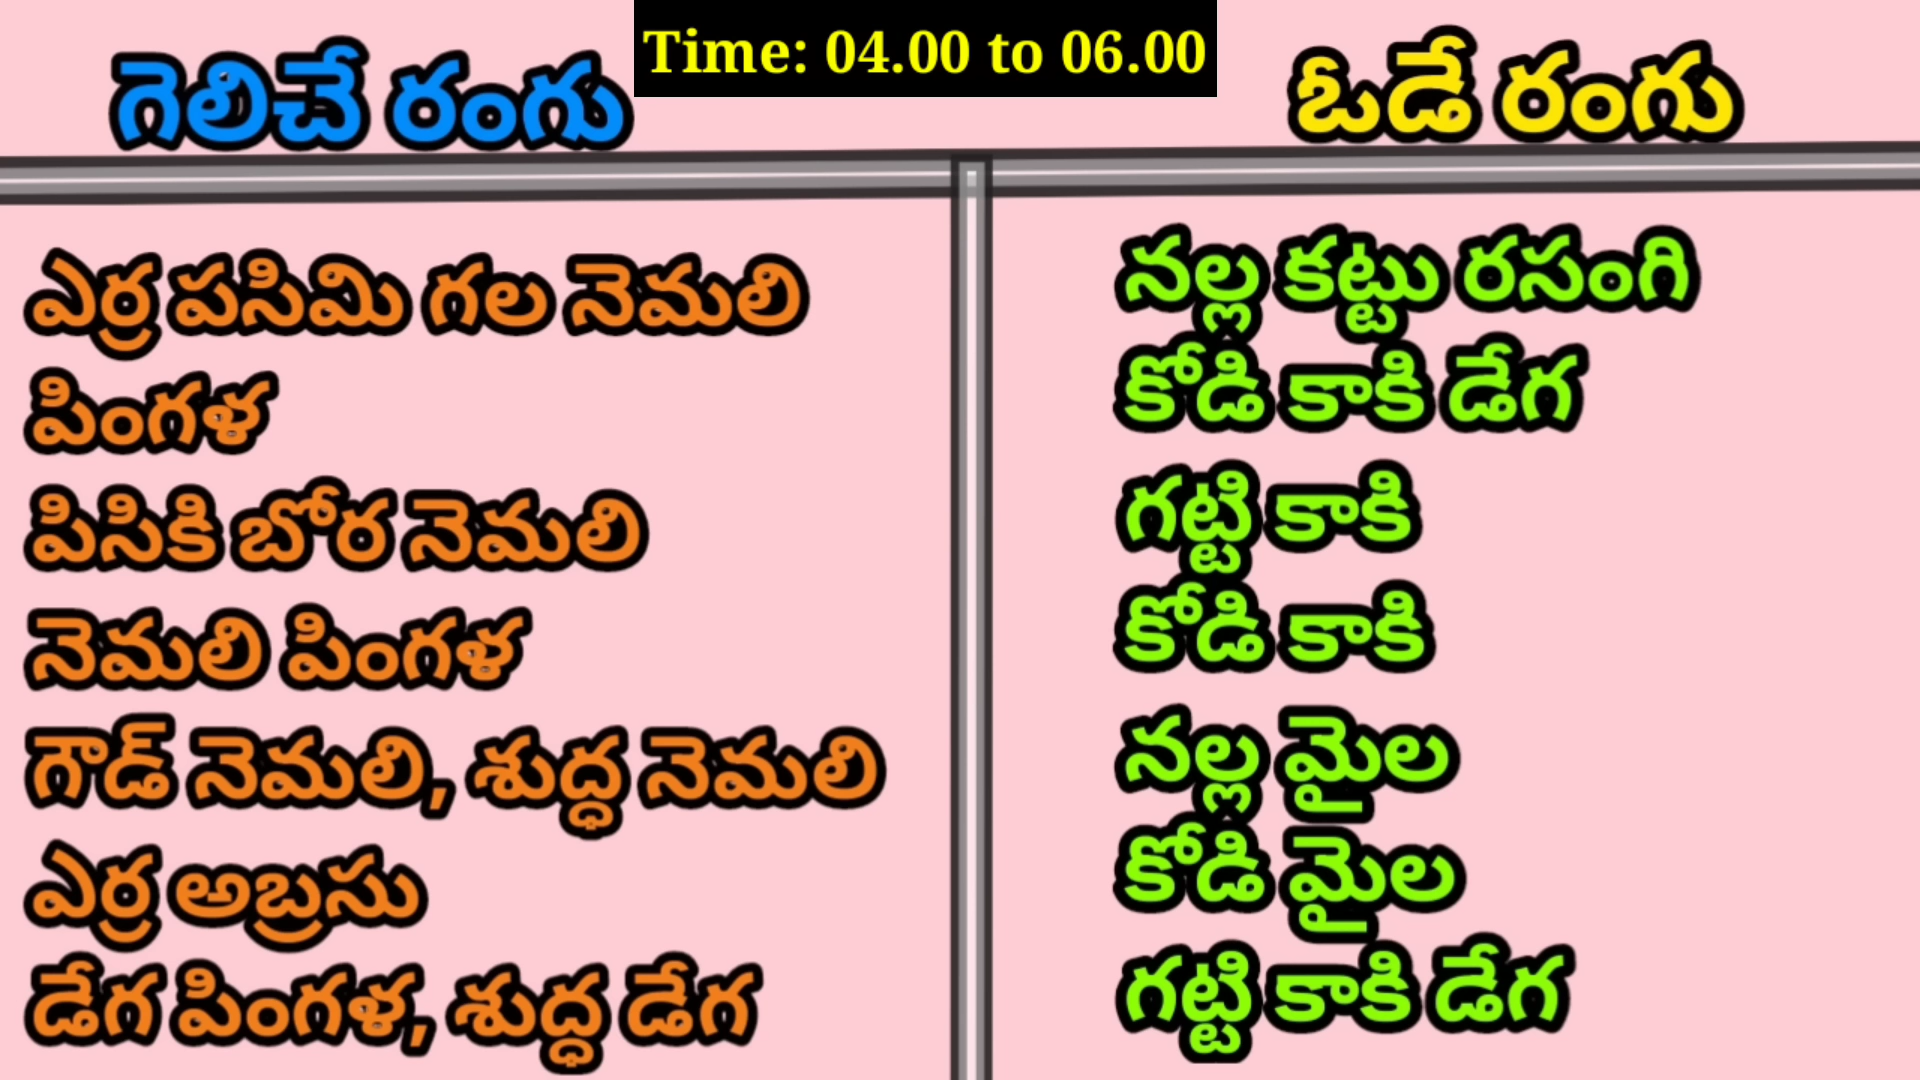 గెలిచే రంగు
Time: 04.00 to 06.00
ఓడే రంగు
ఎర్ర పసిమి గల నెమలి
పింగళ
పిసికి బోర నెమలి
నెమలి పింగళ
గౌడ్ నెమలి, శుద్ధ నెమలి
ఎర్ర అబ్రసు
డేగ పింగళ, శుద్ధ డేగ
నల్ల కట్టు రసంగి
కోడి కాకి డేగ
గట్టి కాకి
కోడి కాకి
నల్ల మైల
కోడి మైల
గట్టి కాకి డేగ